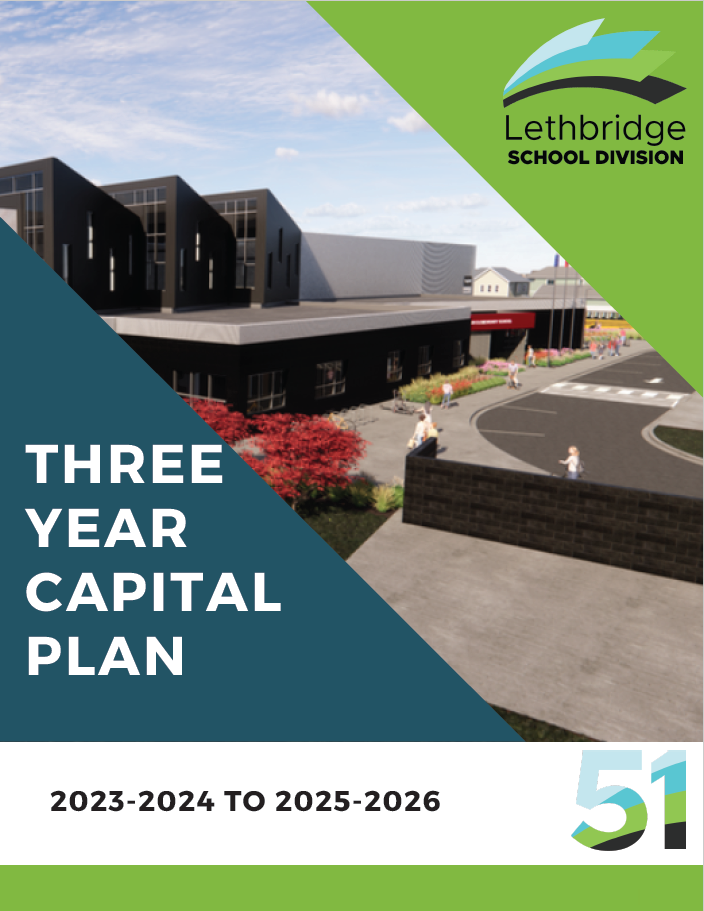 Lethbridge
SCHOOL DIVISION
THREE
YEAR
CAPITAL
PLAN
2023-2024 TO 2025-2026
51